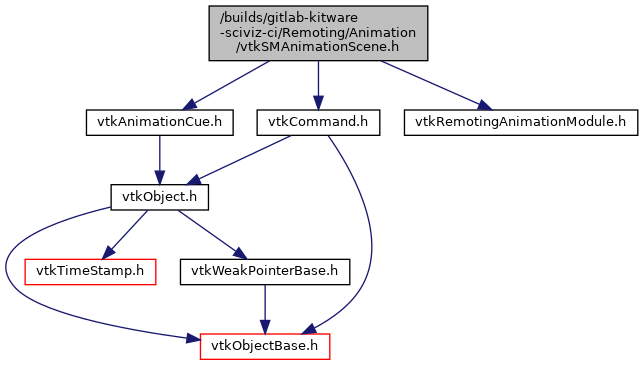 /builds/gitlab-kitware
-sciviz-ci/Remoting/Animation
/vtkSMAnimationScene.h
vtkAnimationCue.h
vtkCommand.h
vtkRemotingAnimationModule.h
vtkObject.h
vtkTimeStamp.h
vtkWeakPointerBase.h
vtkObjectBase.h